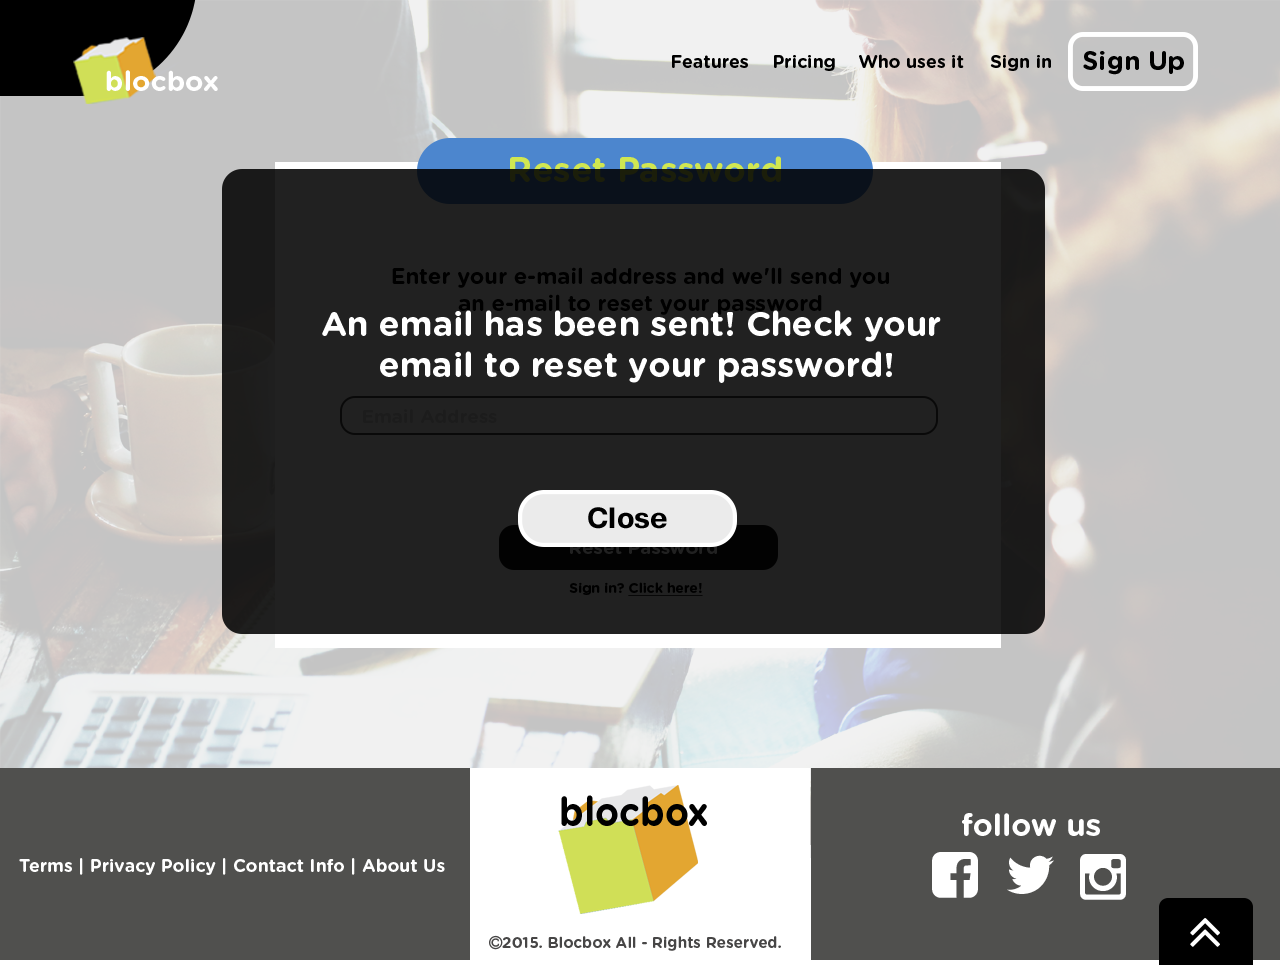 blocbox
Features Pricing Who uses it Sign in Sign Up
Reset Password
Enter your e-mail address and we'll send you
an e-mail to reset your password
An email has been sent! Check your
email to reset your password!
Email Address
Close
Reset Password
Sign in? Click here!
blocbox
follow us
Terms | Privacy Policy | Contact Info | About Us
©2015. Blocbox All - Rights Reserved.